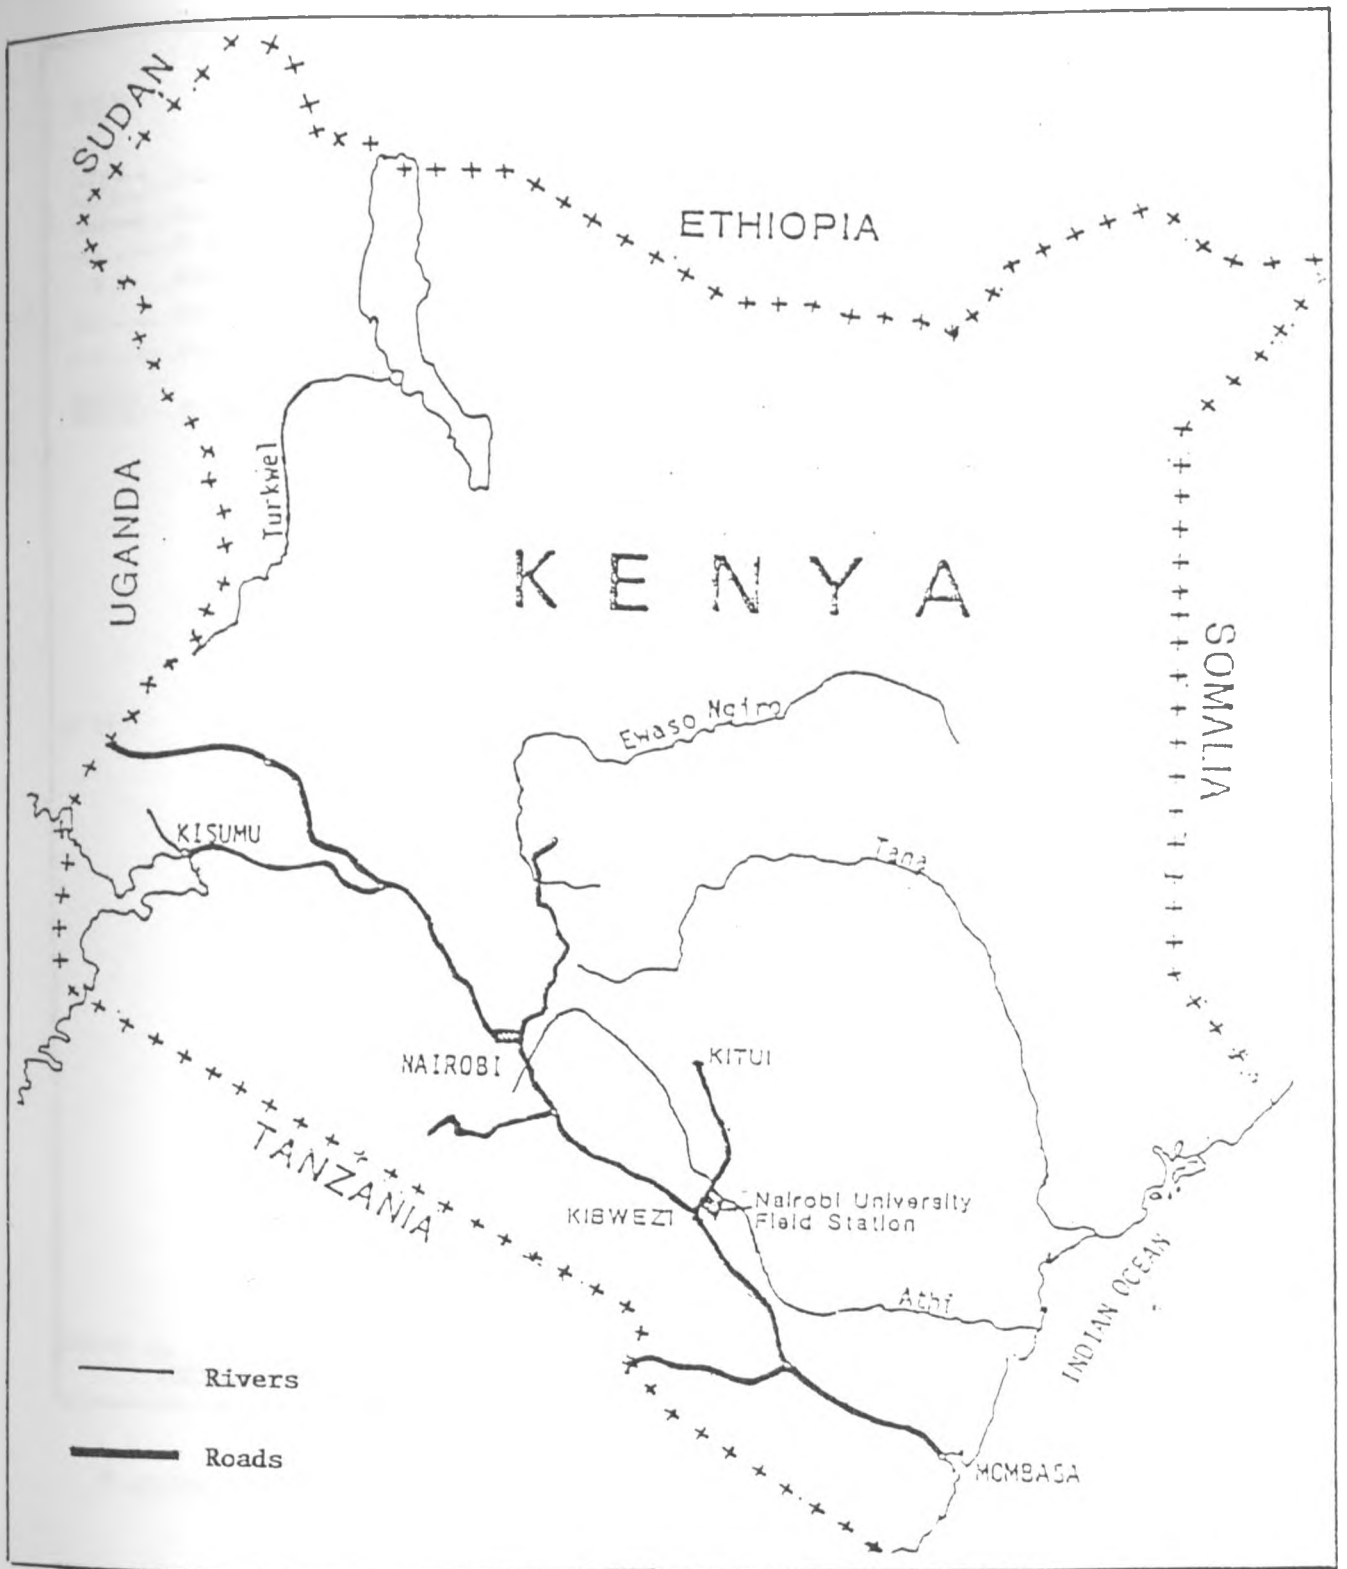 SUDAN
ETHIOPIA
UGANDA
Turkwel
KENYA
SOMALIA
Ewaso Ngiro
KISUMU
Tana
NAIROBI
KITUI
TANZANIA
KIBWEZI
Nairobi University
Field Station
Athi
INDIAN OCEAN
Rivers
Roads
MOMBASA